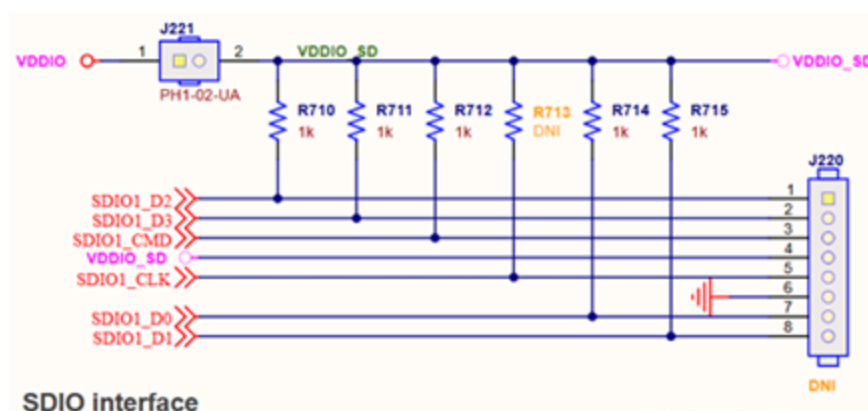 J221
VDDIO 1 2 VDDIO_SD VDDIO_SD
PH1-02-UA
R710 R711 R712 R713 R714 R715
1k 1k 1k DNI 1k 1k
J220
SDIO1_D2 1
SDIO1_D3 2
SDIO1_CMD 3
VDDIO_SD 4
SDIO1_CLK 5
6
SDIO1_D0 7
SDIO1_D1 8
DNI
SDIO interface